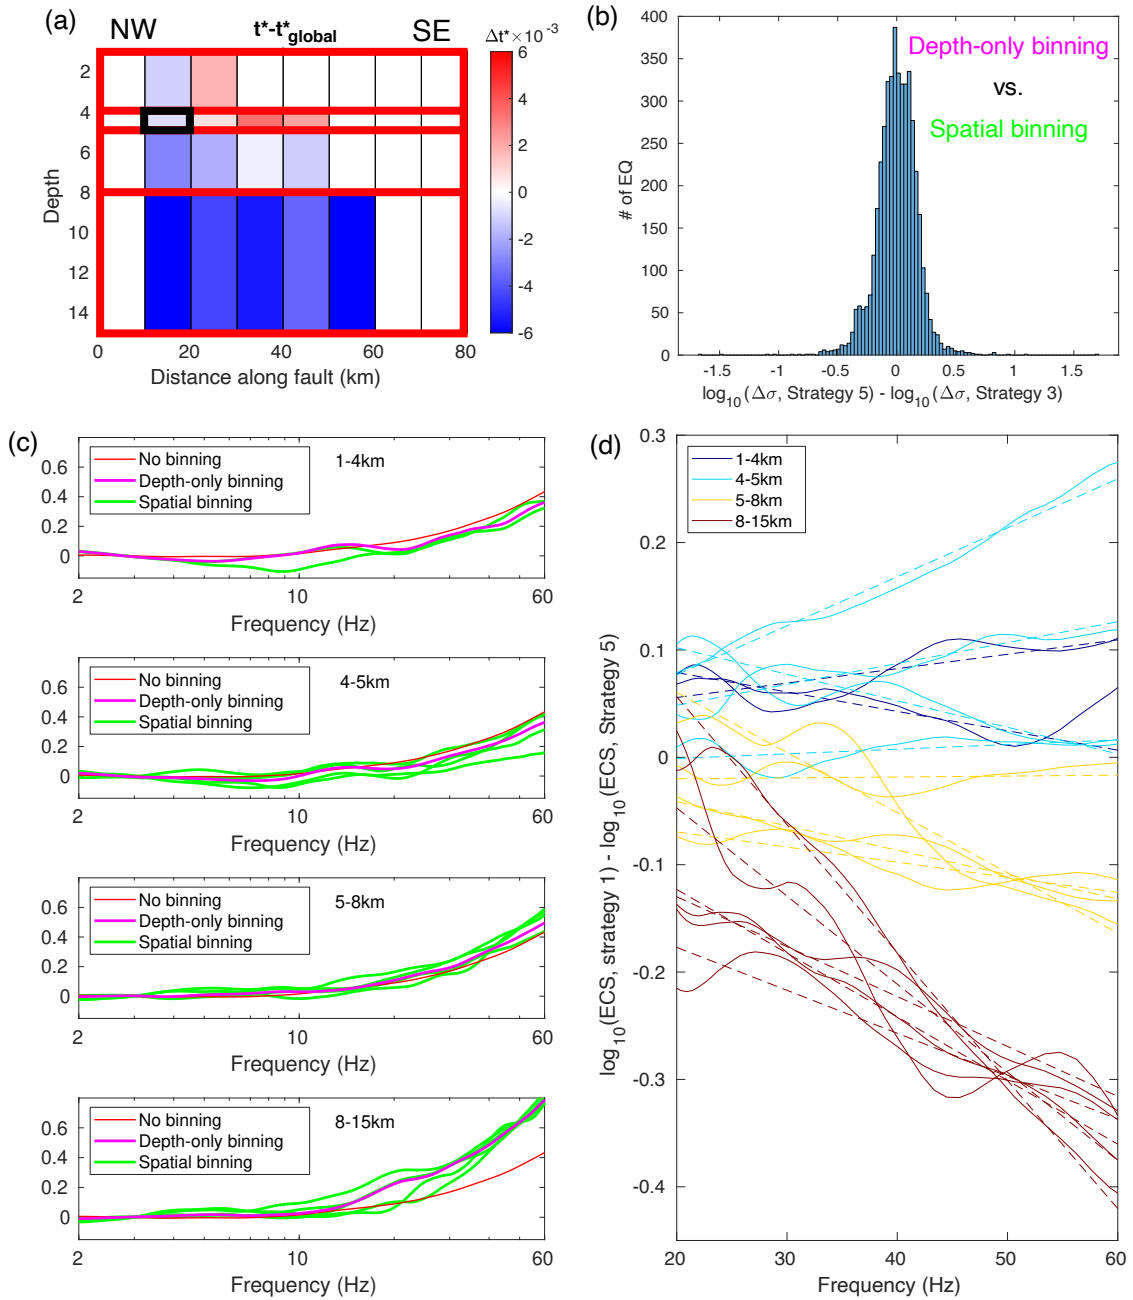 (a)
NW
t*-t*global
SE
Δt*×10⁻³
2
4
6
8
10
12
14
Depth
0
20
40
60
80
Distance along fault (km)
6
4
2
0
-2
-4
-6
(b)
Depth-only binning
vs.
Spatial binning
400
350
300
250
200
350
400
50
0
# of EQ
-1.5
-1
-0.5
0
0.5
1
1.5
log10(Δσ, Strategy 5) - log10(Δσ, Strategy 3)
(c)
No binning
Depth-only binning
Spatial binning
1-4km
0.6
0.4
0.2
0
2
10
60
Frequency (Hz)
No binning
Depth-only binning
Spatial binning
4-5km
0.6
0.4
0.2
0
2
10
60
Frequency (Hz)
No binning
Depth-only binning
Spatial binning
5-8km
0.6
0.4
0.2
0
2
10
60
Frequency (Hz)
No binning
Depth-only binning
Spatial binning
8-15km
0.6
0.4
0.2
0
2
10
60
Frequency (Hz)
(d)
1-4km
4-5km
5-8km
8-15km
0.3
0.2
0.1
0
-0.1
-0.2
-0.3
-0.4
log10(ECS, strategy 1) - log10(ECS, Strategy 5)
20
30
40
50
60
Frequency (Hz)